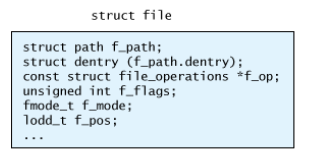 struct file
struct path f_path;
struct dentry (f_path.dentry);
const struct file_operations *f_op;
unsigned int f_flags;
fmode_t f_mode;
lodd_t f_pos;
...